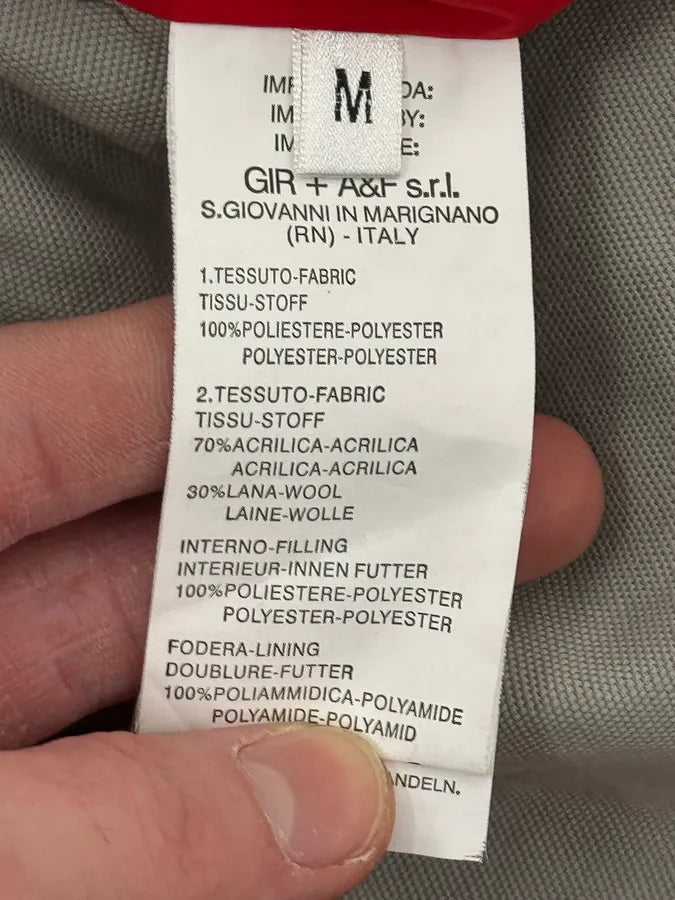 M
GIR + A&F s.r.l.
S.GIOVANNI IN MARIGNANO
(RN) - ITALY
1.TESSUTO-FABRIC
TISSU-STOFF
100%POLIESTERE-POLYESTER
POLYESTER-POLYESTER
2.TESSUTO-FABRIC
TISSU-STOFF
70%ACRILICA-ACRILICA
ACRILICA-ACRILICA
30%LANA-WOOL
LAINE-WOLLE
INTERNO-FILLING
INTERIEUR-INNEN FUTTER
100%POLIESTERE-POLYESTER
POLYESTER-POLYESTER
FODERA-LINING
DOUBLURE-FUTTER
100%POLIAMMIDICA-POLYAMIDE
POLYAMIDE-POLYAMID